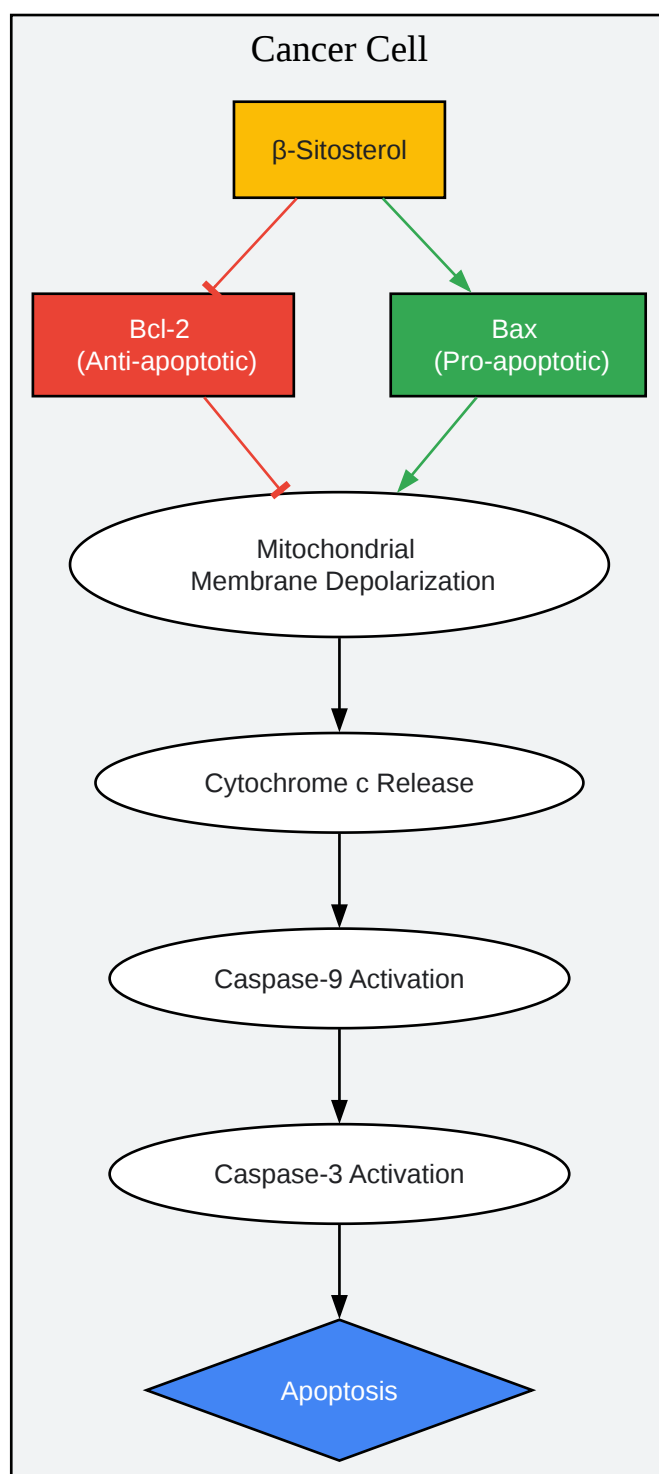 Cancer Cell
β-Sitosterol
Bcl-2
(Anti-apoptotic)
Bax
(Pro-apoptotic)
Mitochondrial
Membrane Depolarization
Cytochrome c Release
Caspase-9 Activation
Caspase-3 Activation
Apoptosis